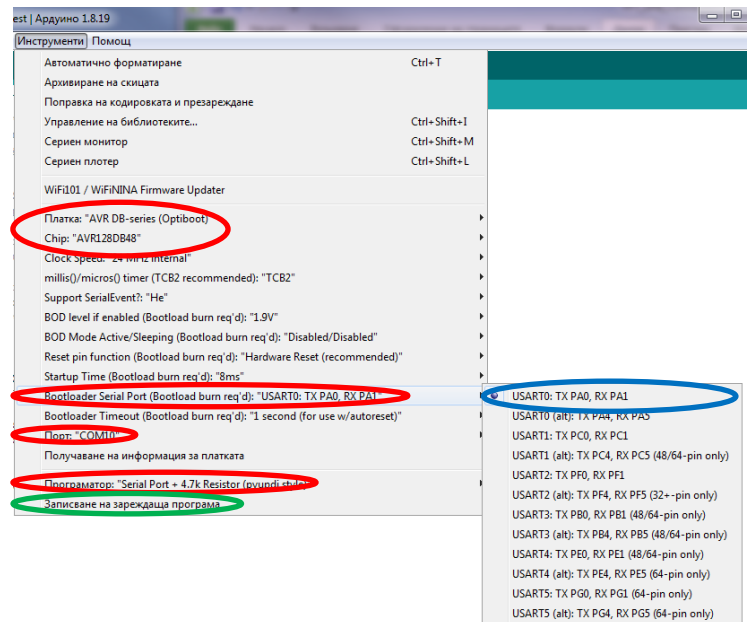 est | Ардуино 1.8.19
Инструменти Помощ
Автоматично форматиране Ctrl+T
Архивиране на скицата
Поправка на кодировката и презареждане
Управление на библиотеките... Ctrl+Shift+I
Сериен монитор Ctrl+Shift+M
Сериен плотер Ctrl+Shift+L
WiFi101 / WiFiNINA Firmware Updater
Платка: "AVR DB-series (Optiboot)"
Chip: "AVR128DB48"
Clock Speed: "24 MHz internal"
millis()/micros() timer (TCB2 recommended): "TCB2"
Support SerialEvent?: "Не"
BOD level if enabled (Bootload burn req'd): "1.9V"
BOD Mode Active/Sleeping (Bootload burn req'd): "Disabled/Disabled"
Reset pin function (Bootload burn req'd): "Hardware Reset (recommended)"
Startup Time (Bootload burn req'd): "8ms"
Bootloader Serial Port (Bootload burn req'd): "USART0: TX PA0, RX PA1"
Bootloader Timeout (Bootload burn req'd): "1 second (for use w/autoreset)"
Порт: "COM10"
Получаване на информация за платката
Програматор: "Serial Port + 4.7k Resistor (pyupdi style)"
Записване на зареждаща програма
USART0: TX PA0, RX PA1
USART0 (alt): TX PA4, RX PA5
USART1: TX PC0, RX PC1
USART1 (alt): TX PC4, RX PC5 (48/64-pin only)
USART2: TX PF0, RX PF1
USART2 (alt): TX PF4, RX PF5 (32+-pin only)
USART3: TX PB0, RX PB1 (48/64-pin only)
USART3 (alt): TX PB4, RX PB5 (48/64-pin only)
USART4: TX PE0, RX PE1 (48/64-pin only)
USART4 (alt): TX PE4, RX PE5 (64-pin only)
USART5: TX PG0, RX PG1 (64-pin only)
USART5 (alt): TX PG4, RX PG5 (64-pin only)